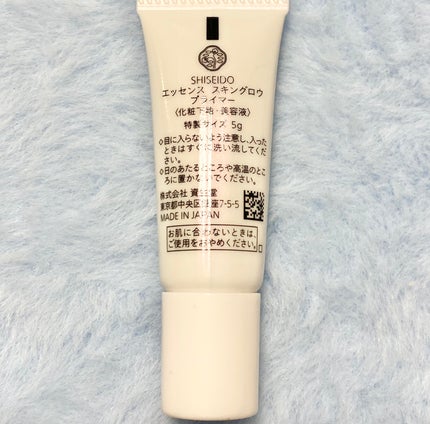 SHISEIDO
エッセンス スキングロウ
プライマー
〈化粧下地・美容液〉
特製サイズ 5g
○目に入らないよう注意し、入った
ときはすぐに洗い流してくだ
さい。
○日のあたるところや高温のとこ
ろに置かないでください。
株式会社 資生堂
東京都中央区銀座7-5-5
MADE IN JAPAN
お肌に合わないときは、
ご使用をおやめください。